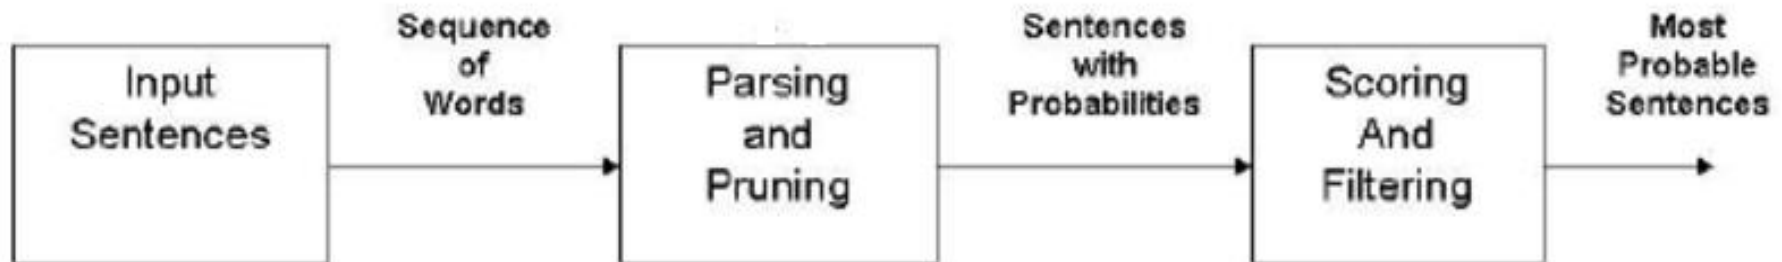 Input
Sentences
Sequence
of
Words
Parsing
and
Pruning
Sentences
with
Probabilities
Scoring
And
Filtering
Most
Probable
Sentences